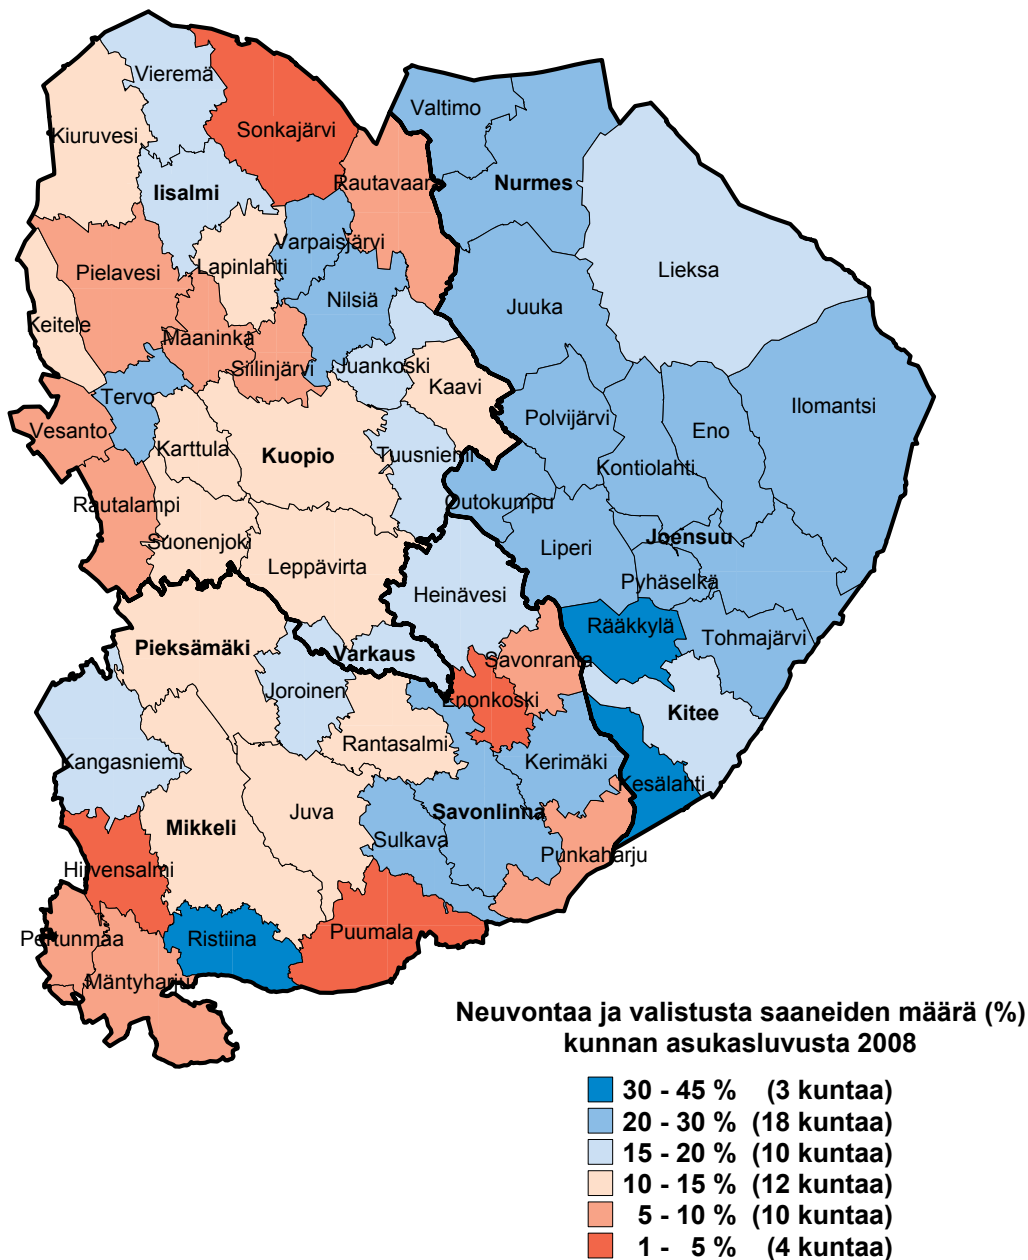 Vieremä
Valtimo
Kiuruvesi
Sonkajärvi
Rautavaara
Nurmes
Iisalmi
Varpaisjärvi
Lapinlahti
Pielavesi
Lieksa
Nilsiä
Juuka
Keitele
Maaninka
Siilinjärvi
Juankoski
Kaavi
Tervo
Ilomantsi
Polvijärvi
Eno
Vesanto
Karttula
Kuopio
Tuusniemi
Kontiolahti
Rautalampi
Outokumpu
Suonenjoki
Liperi
Joensuu
Leppävirta
Pyhäselkä
Heinävesi
Rääkkylä
Tohmajärvi
Pieksämäki
Varkaus
Savonranta
Joroinen
Enonkoski
Kitee
Rantasalmi
Kangasniemi
Kerimäki
Kesälahti
Juva
Savonlinna
Mikkeli
Sulkava
Punkaharju
Hirvensalmi
Puumala
Pertunmaa
Ristiina
Mäntyharju
Neuvontaa ja valistusta saaneiden määrä (%)
kunnan asukasluvusta 2008
30 - 45 % (3 kuntaa)
20 - 30 % (18 kuntaa)
15 - 20 % (10 kuntaa)
10 - 15 % (12 kuntaa)
5 - 10 % (10 kuntaa)
1 - 5 % (4 kuntaa)